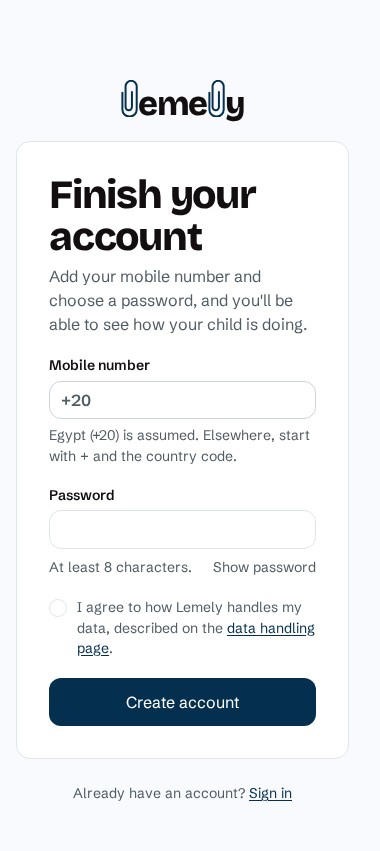 lemely
Finish your
account
Add your mobile number and
choose a password, and you'll be
able to see how your child is doing.
Mobile number
+20
Egypt (+20) is assumed. Elsewhere, start
with + and the country code.
Password
At least 8 characters. Show password
I agree to how Lemely handles my
data, described on the data handling
page.
Create account
Already have an account? Sign in